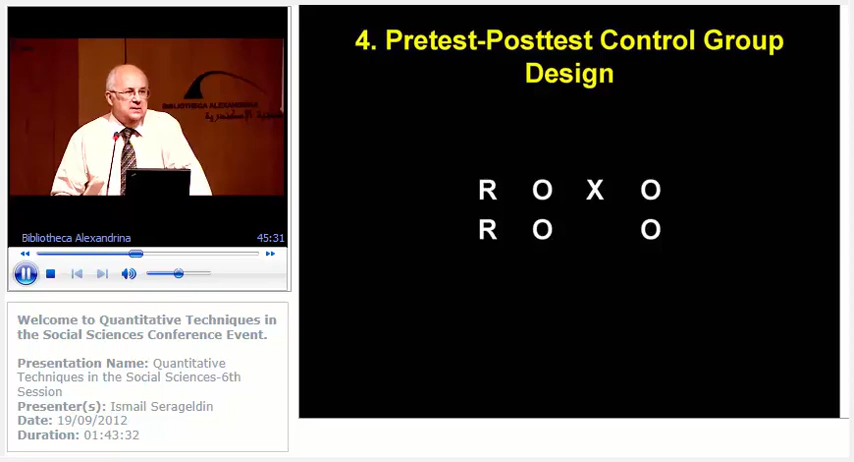 BIBLIOTHECA ALEXANDRINA
Bibliotheca Alexandrina 45:31
Welcome to Quantitative Techniques in
the Social Sciences Conference Event.
Presentation Name: Quantitative
Techniques in the Social Sciences-6th
Session
Presenter(s): Ismail Serageldin
Date: 19/09/2012
Duration: 01:43:32
4. Pretest-Posttest Control Group
Design
R O X O
R O O